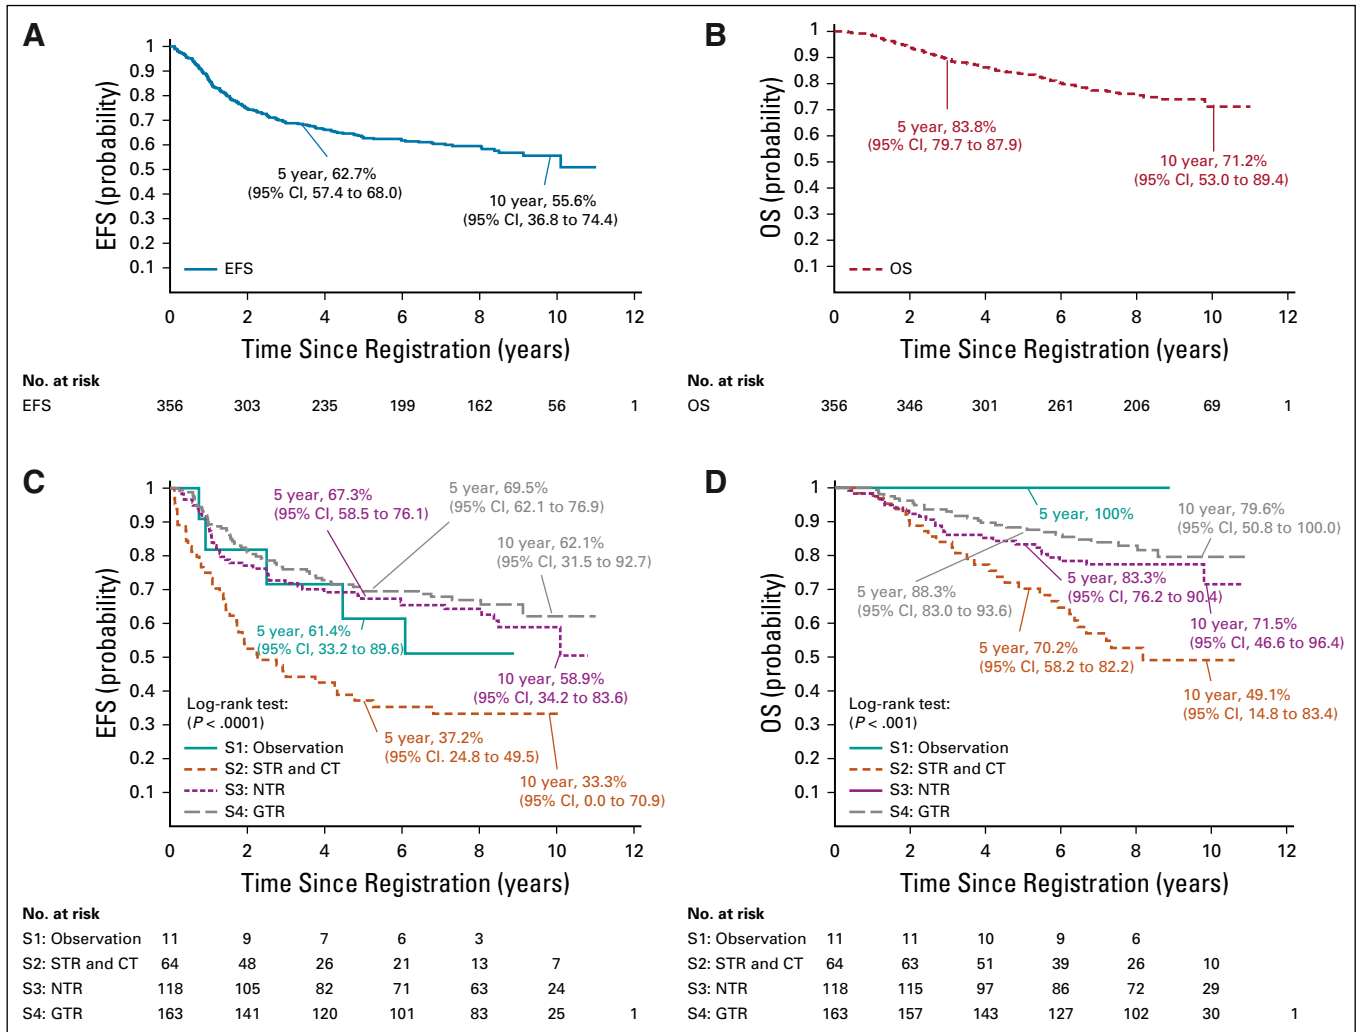 A
1
0.9
0.8
0.7
0.6
0.5
0.4
0.3
0.2
0.1
EFS (probability)
5 year, 62.7%
(95% CI, 57.4 to 68.0)
10 year, 55.6%
(95% CI, 36.8 to 74.4)
EFS
0 2 4 6 8 10 12
Time Since Registration (years)
No. at risk
EFS 356 303 235 199 162 56 1
B
1
0.9
0.8
0.7
0.6
0.5
0.4
0.3
0.2
0.1
OS (probability)
5 year, 83.8%
(95% CI, 79.7 to 87.9)
10 year, 71.2%
(95% CI, 53.0 to 89.4)
OS
0 2 4 6 8 10 12
Time Since Registration (years)
No. at risk
OS 356 346 301 261 206 69 1
C
1
0.9
0.8
0.7
0.6
0.5
0.4
0.3
0.2
0.1
EFS (probability)
5 year, 67.3%
(95% CI, 58.5 to 76.1)
5 year, 69.5%
(95% CI, 62.1 to 76.9)
10 year, 62.1%
(95% CI, 31.5 to 92.7)
5 year, 61.4%
(95% CI, 33.2 to 89.6)
10 year, 58.9%
(95% CI, 34.2 to 83.6)
5 year, 37.2%
(95% CI. 24.8 to 49.5)
10 year, 33.3%
(95% CI, 0.0 to 70.9)
Log-rank test:
(P < .0001)
S1: Observation
S2: STR and CT
S3: NTR
S4: GTR
0 2 4 6 8 10 12
Time Since Registration (years)
No. at risk
S1: Observation 11 9 7 6 3
S2: STR and CT 64 48 26 21 13 7
S3: NTR 118 105 82 71 63 24
S4: GTR 163 141 120 101 83 25 1
D
1
0.9
0.8
0.7
0.6
0.5
0.4
0.3
0.2
0.1
OS (probability)
5 year, 100%
10 year, 79.6%
(95% CI, 50.8 to 100.0)
5 year, 88.3%
(95% CI, 83.0 to 93.6)
5 year, 83.3%
(95% CI, 76.2 to 90.4)
10 year, 71.5%
(95% CI, 46.6 to 96.4)
5 year, 70.2%
(95% CI, 58.2 to 82.2)
10 year, 49.1%
(95% CI, 14.8 to 83.4)
Log-rank test:
(P < .001)
S1: Observation
S2: STR and CT
S3: NTR
S4: GTR
0 2 4 6 8 10 12
Time Since Registration (years)
No. at risk
S1: Observation 11 11 10 9 6
S2: STR and CT 64 63 51 39 26 10
S3: NTR 118 115 97 86 72 29
S4: GTR 163 157 143 127 102 30 1